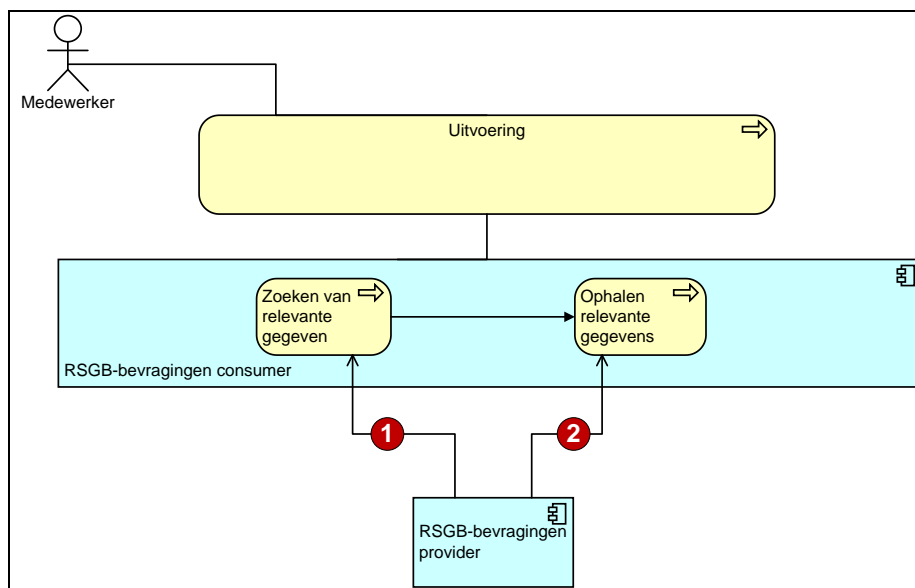 Medewerker
Uitvoering
Zoeken van
relevante
gegeven
Ophalen
relevante
gegevens
RSGB-bevragingen consumer
1
2
RSGB-bevragingen
provider